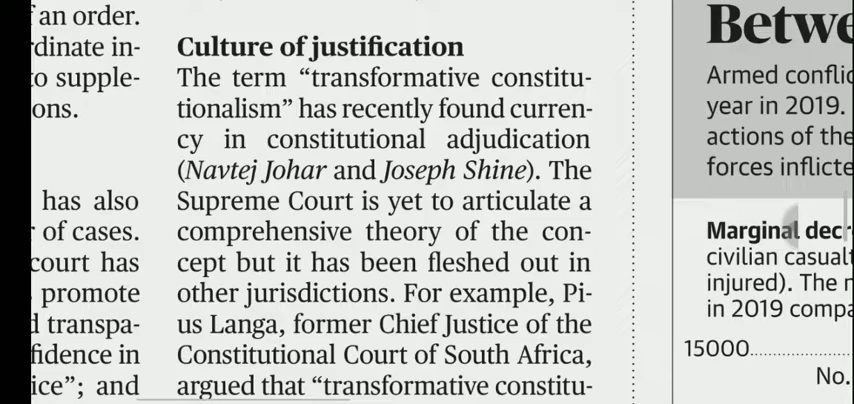 an order.
rdinate in-
to supple-
ons.
has also
of cases.
court has
promote
d transpa-
fidence in
ice"; and
Culture of justification
The term “transformative constitu-
tionalism” has recently found curren-
cy in constitutional adjudication
(Navtej Johar and Joseph Shine). The
Supreme Court is yet to articulate a
comprehensive theory of the con-
cept but it has been fleshed out in
other jurisdictions. For example, Pi-
us Langa, former Chief Justice of the
Constitutional Court of South Africa,
argued that “transformative constitu-
Betwe
Armed conflic
year in 2019.
actions of the
forces inflicte
Marginal decr
civilian casualt
injured). The n
in 2019 compa
15000
No.